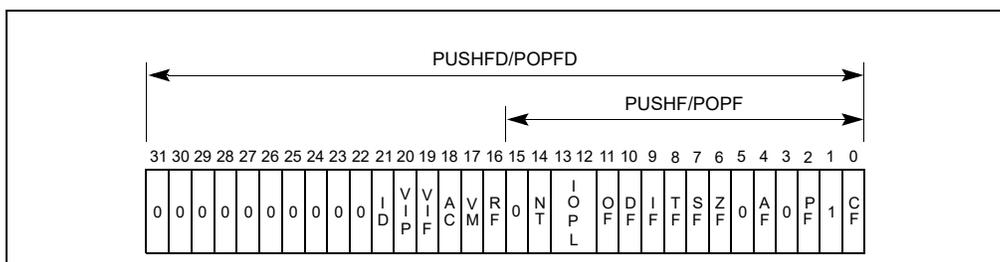 PUSHFD/POPFD
PUSHF/POPF
31 30 29 28 27 26 25 24 23 22 21 20 19 18 17 16 15 14 13 12 11 10 9 8 7 6 5 4 3 2 1 0
0 0 0 0 0 0 0 0 0 0 ID VIP VIF AC VM RF 0 NT IOPL OF DF IF TF SF ZF 0 AF 0 PF 1 CF